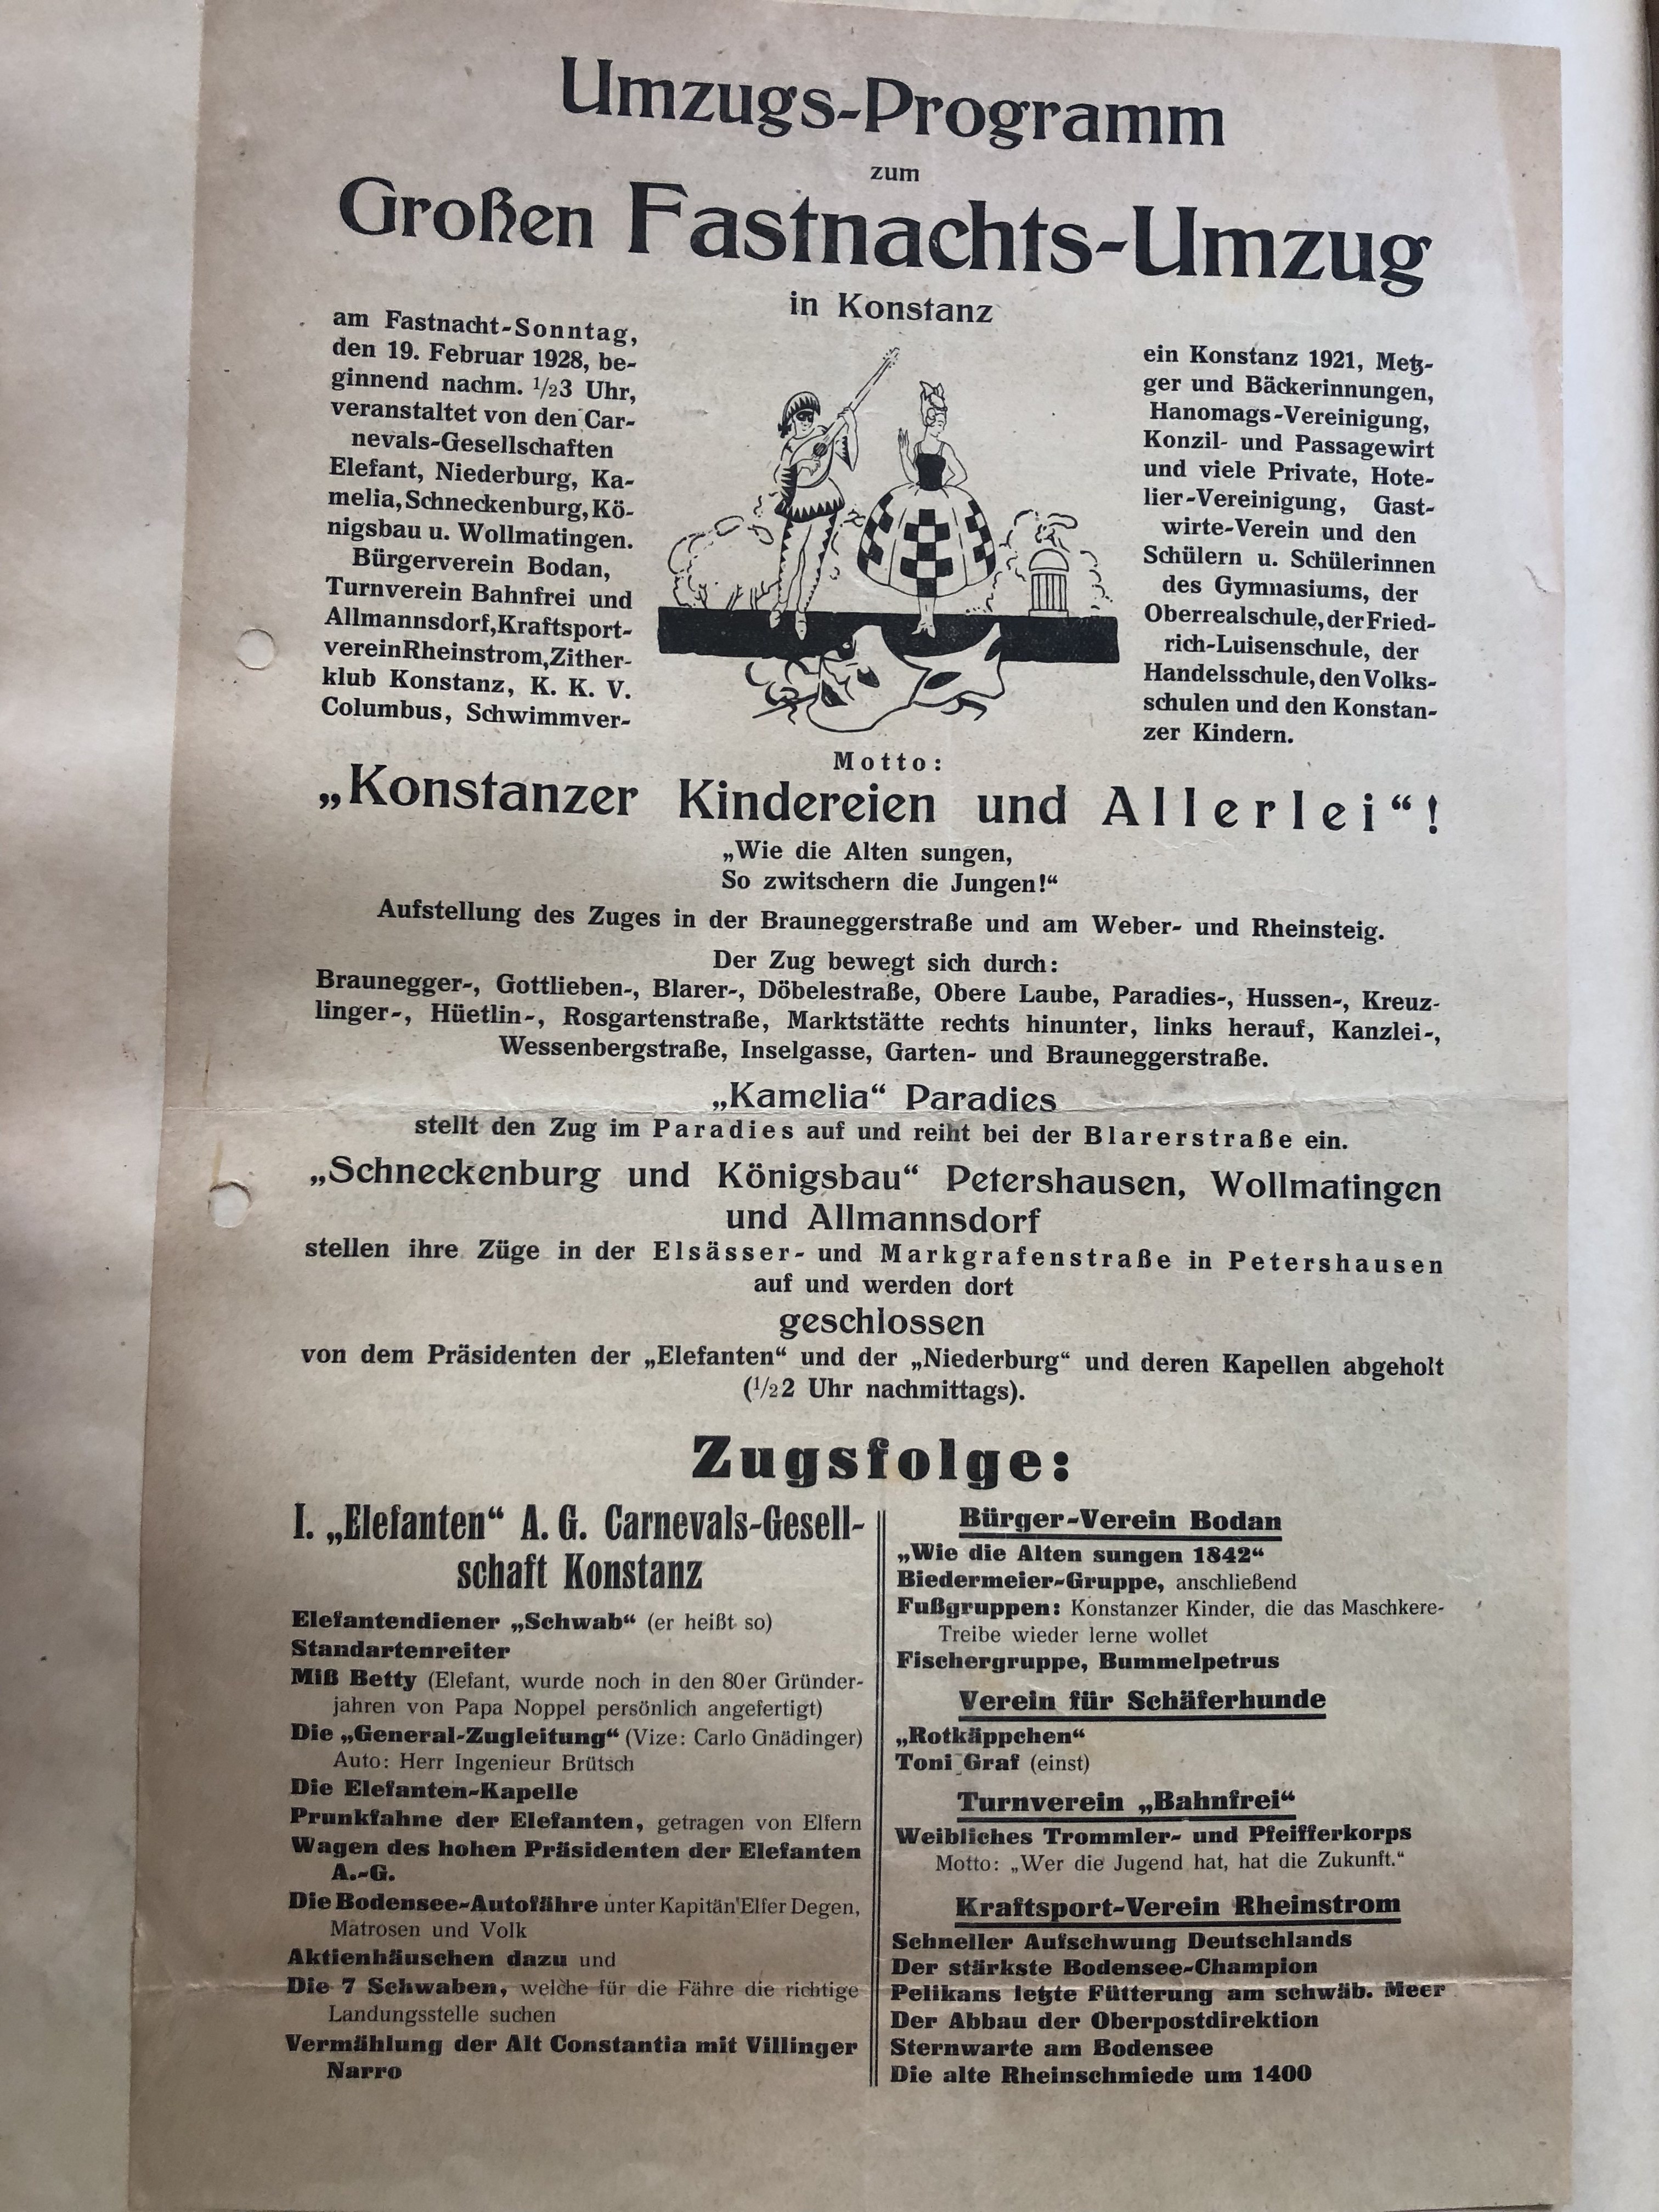 Umzugs-Programm
zum
Großen Fastnachts-Umzug
in Konstanz
am Fastnacht-Sonntag,
den 19. Februar 1928, be-
ginnend nachm. 1/23 Uhr,
veranstaltet von den Car-
nevals-Gesellschaften
Elefant, Niederburg, Ka-
melia, Schneckenburg, Kö-
nigsbau u. Wollmatingen.
Bürgerverein Bodan,
Turnverein Bahnfrei und
Allmannsdorf, Kraftsport-
verein Rheinstrom, Zither-
klub Konstanz, K. K. V.
Columbus, Schwimmver-
ein Konstanz 1921, Metz-
ger und Bäckerinnungen,
Hanomags-Vereinigung,
Konzil- und Passagewirt
und viele Private, Hote-
lier-Vereinigung, Gast-
wirte-Verein und den
Schülern u. Schülerinnen
des Gymnasiums, der
Oberrealschule, der Fried-
rich-Luisenschule, der
Handelsschule, den Volks-
schulen und den Konstan-
zer Kindern.
Motto:
„Konstanzer Kindereien und Allerlei“!
„Wie die Alten sungen,
So zwitschern die Jungen!“
Aufstellung des Zuges in der Brauneggerstraße und am Weber- und Rheinsteig.
Der Zug bewegt sich durch:
Braunegger-, Gottlieben-, Blarer-, Döbelestraße, Obere Laube, Paradies-, Hussen-, Kreuz-
linger-, Hüetlin-, Rosgartenstraße, Marktstätte rechts hinunter, links herauf, Kanzlei-,
Wessenbergstraße, Inselgasse, Garten- und Brauneggerstraße.
„Kamelia“ Paradies
stellt den Zug im Paradies auf und reiht bei der Blarerstraße ein.
„Schneckenburg und Königsbau“ Petershausen, Wollmatingen
und Allmannsdorf
stellen ihre Züge in der Elsässer- und Markgrafenstraße in Petershausen
auf und werden dort
geschlossen
von dem Präsidenten der „Elefanten“ und der „Niederburg“ und deren Kapellen abgeholt
(1/22 Uhr nachmittags).
Zugsfolge:
I. „Elefanten“ A. G. Carnevals-Gesell-
schaft Konstanz
Elefantendiener „Schwab“ (er heißt so)
Standartenreiter
Miß Betty (Elefant, wurde noch in den 80er Gründer-
jahren von Papa Noppel persönlich angefertigt)
Die „General-Zugleitung“ (Vize: Carlo Gnädinger)
Auto: Herr Ingenieur Brütsch
Die Elefanten-Kapelle
Prunkfahne der Elefanten, getragen von Elfern
Wagen des hohen Präsidenten der Elefanten
A.-G.
Die Bodensee-Autofähre unter Kapitän Elfer Degen,
Matrosen und Volk
Aktienhäuschen dazu und
Die 7 Schwaben, welche für die Fähre die richtige
Landungsstelle suchen
Vermählung der Alt Constantia mit Villinger
Narro
Bürger-Verein Bodan
„Wie die Alten sungen 1842“
Biedermeier-Gruppe, anschließend
Fußgruppen: Konstanzer Kinder, die das Maschkere-
Treibe wieder lerne wollet
Fischergruppe, Bummelpetrus
Verein für Schäferhunde
„Rotkäppchen“
Toni Graf (einst)
Turnverein „Bahnfrei“
Weibliches Trommler- und Pfeifferkorps
Motto: „Wer die Jugend hat, hat die Zukunft.“
Kraftsport-Verein Rheinstrom
Schneller Aufschwung Deutschlands
Der stärkste Bodensee-Champion
Pelikans letzte Fütterung am schwäb. Meer
Der Abbau der Oberpostdirektion
Sternwarte am Bodensee
Die alte Rheinschmiede um 1400